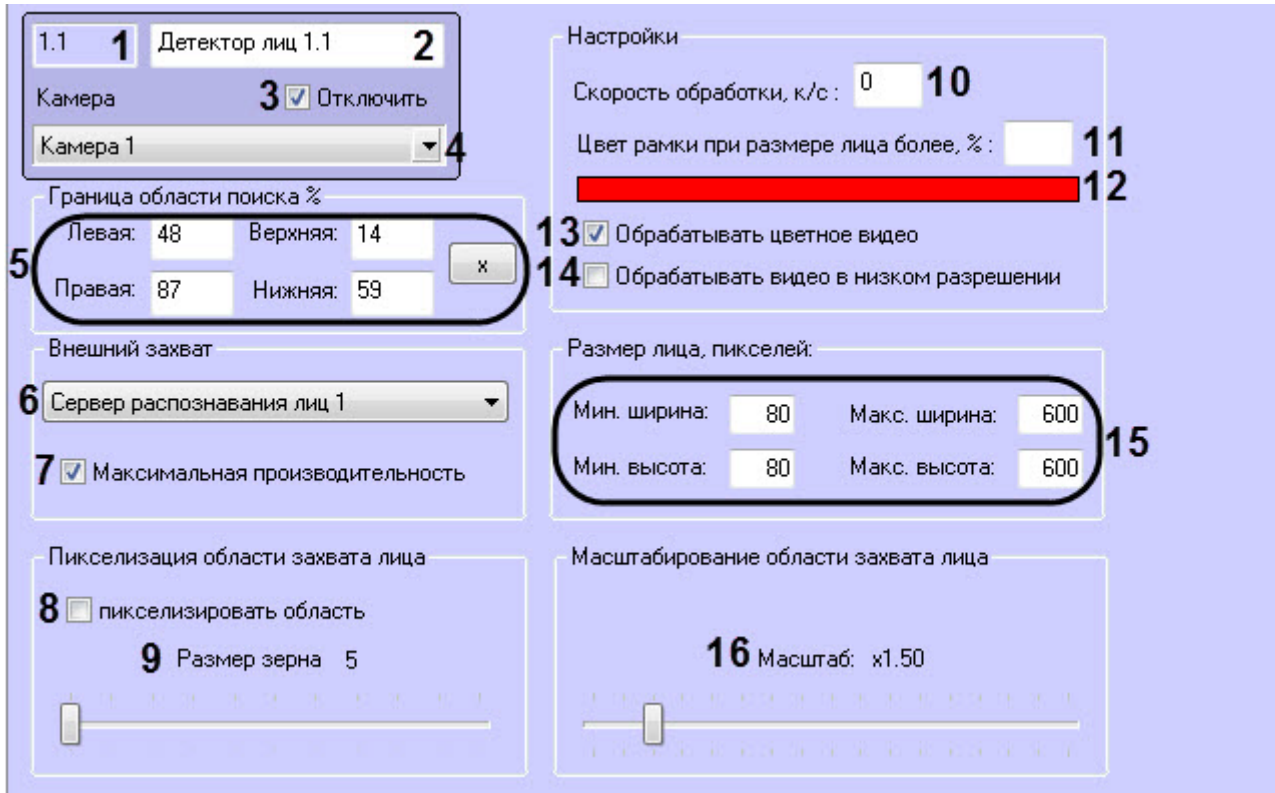 1.1 1 Детектор лиц 1.1 2
Камера 3 Отключить
Камера 1 4
Граница области поиска %
5 Левая: 48 Верхняя: 14
x
Правая: 87 Нижняя: 59
Внешний захват
6 Сервер распознавания лиц 1
7 Максимальная производительность
Пикселизация области захвата лица
8 пикселизировать область
9 Размер зерна 5
Настройки
Скорость обработки, к/с : 0 10
Цвет рамки при размере лица более, % : 11
12
13 Обрабатывать цветное видео
14 Обрабатывать видео в низком разрешении
Размер лица, пикселей:
Мин. ширина: 80 Макс. ширина: 600
15
Мин. высота: 80 Макс. высота: 600
Масштабирование области захвата лица
16 Масштаб: x1.50